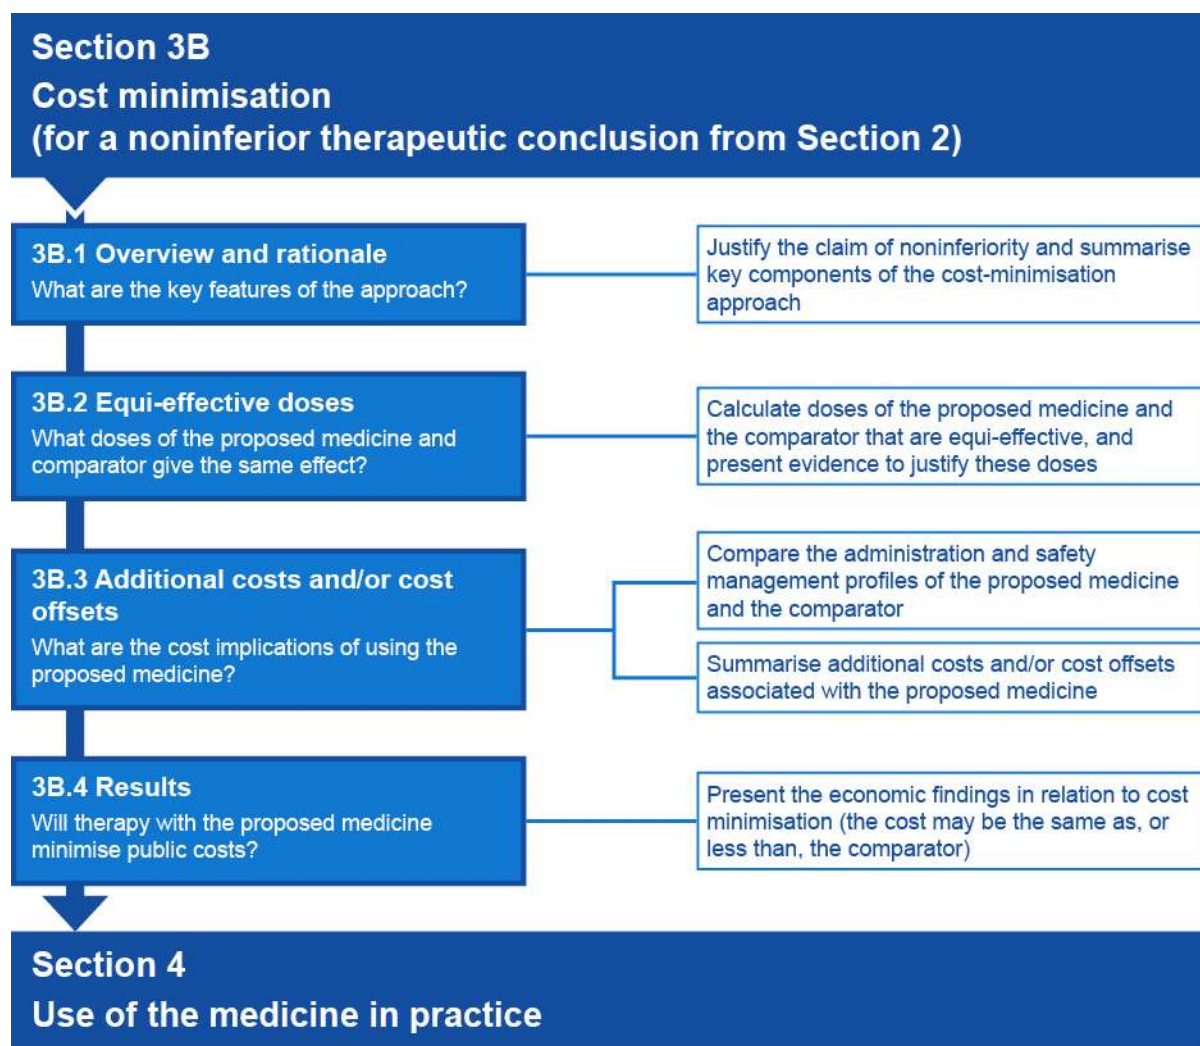 Section 3B
Cost minimisation
(for a noninferior therapeutic conclusion from Section 2)
3B.1 Overview and rationale
What are the key features of the approach?
Justify the claim of noninferiority and summarise
key components of the cost-minimisation
approach
3B.2 Equi-effective doses
What doses of the proposed medicine and
comparator give the same effect?
Calculate doses of the proposed medicine and
the comparator that are equi-effective, and
present evidence to justify these doses
3B.3 Additional costs and/or cost
offsets
What are the cost implications of using the
proposed medicine?
Compare the administration and safety
management profiles of the proposed medicine
and the comparator
Summarise additional costs and/or cost offsets
associated with the proposed medicine
3B.4 Results
Will therapy with the proposed medicine
minimise public costs?
Present the economic findings in relation to cost
minimisation (the cost may be the same as, or
less than, the comparator)
Section 4
Use of the medicine in practice